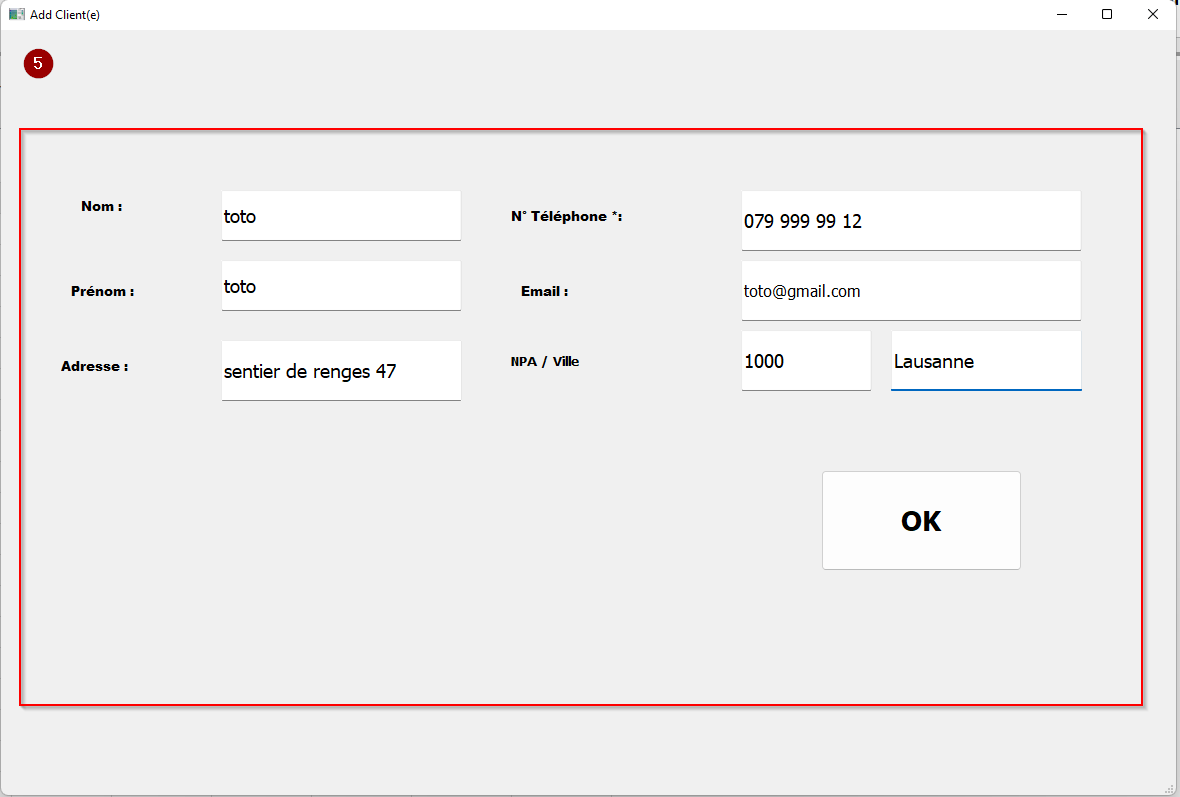 Add Client(e)
5
Nom :
toto
N° Téléphone *:
079 999 99 12
Prénom :
toto
Email :
toto@gmail.com
Adresse :
sentier de renges 47
NPA / Ville
1000
Lausanne
OK